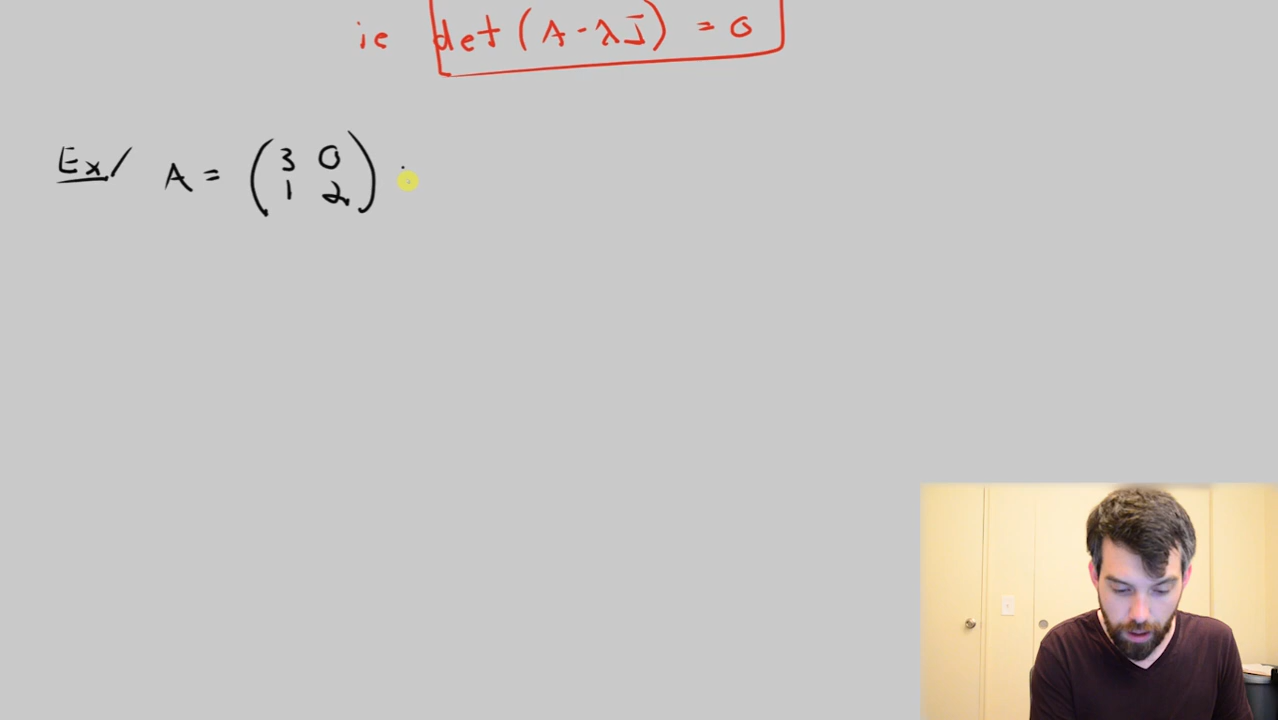 ie det(A-λI) = 0
Ex/ A = (3 0
1 2)